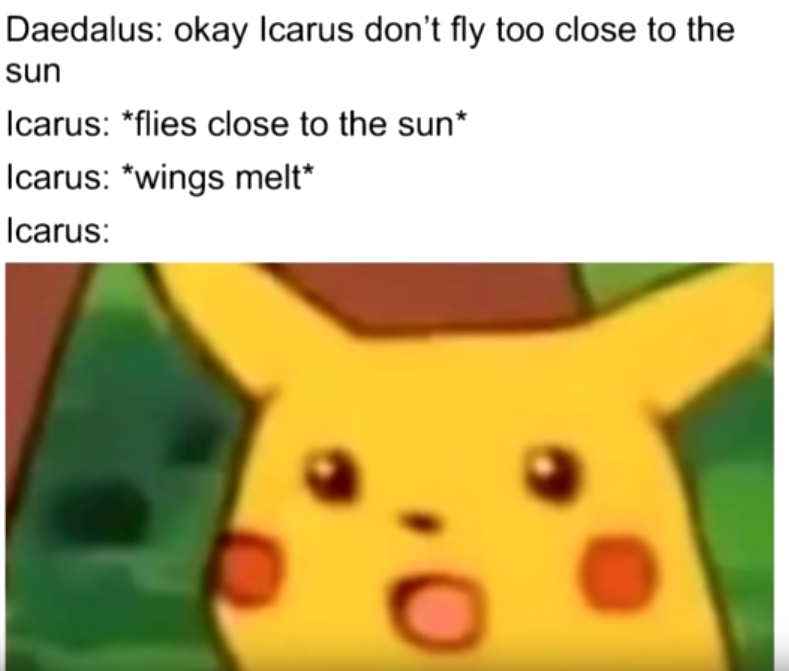 Daedalus: okay Icarus don’t fly too close to the
sun
Icarus: *flies close to the sun*
Icarus: *wings melt*
Icarus: